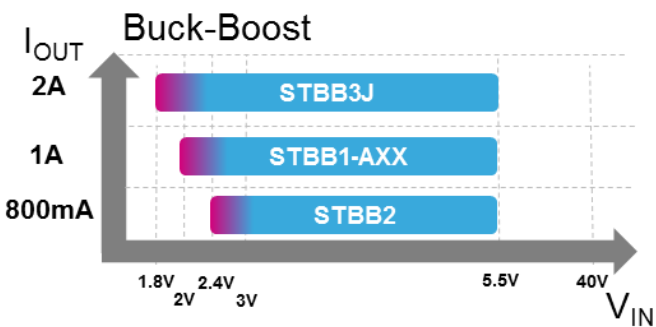 Buck-Boost
IOUT
2A
STBB3J
1A
STBB1-AXX
800mA
STBB2
1.8V
2V
2.4V
3V
5.5V
40V
VIN